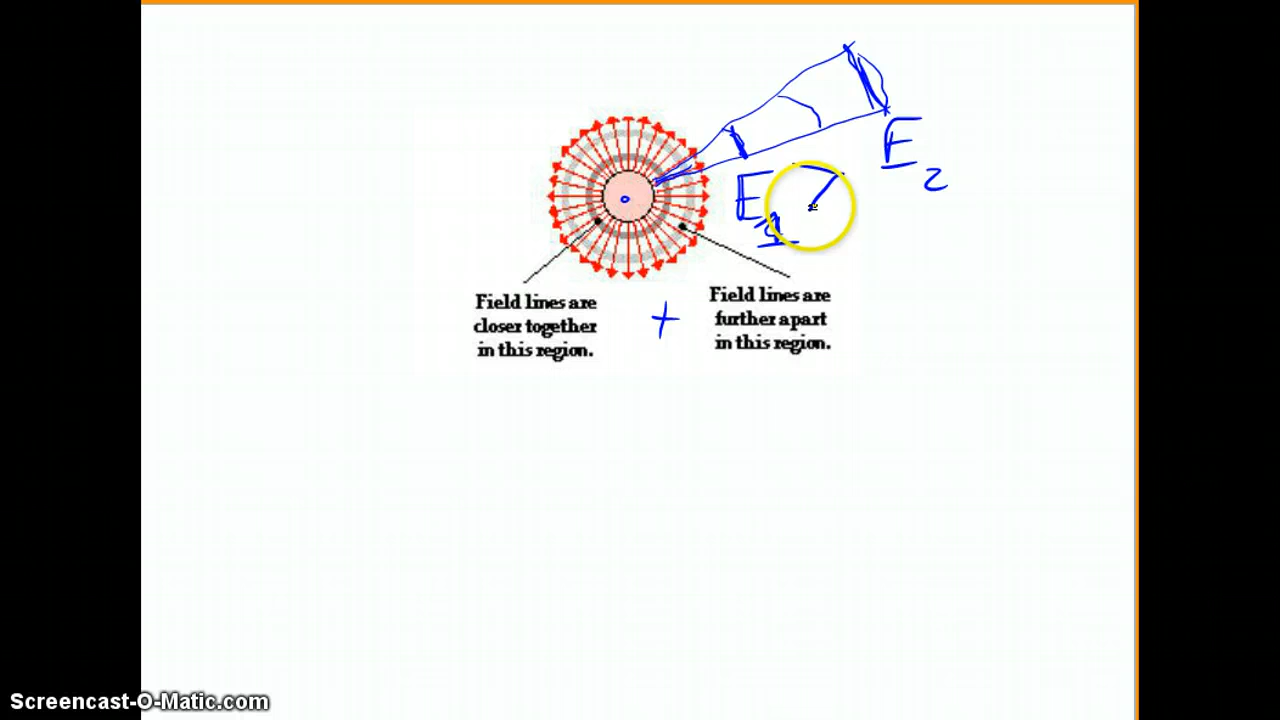 E2
E1
Field lines are
closer together
in this region.
+
Field lines are
further apart
in this region.
Screencast-O-Matic.com